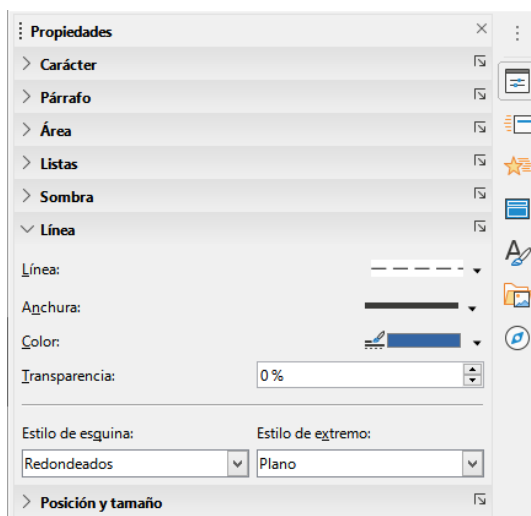 Propiedades
Carácter
Párrafo
Área
Listas
Sombra
Línea
Línea:
Anchura:
Color:
Transparencia: 0 %
Estilo de esquina: Estilo de extremo:
Redondeados Plano
Posición y tamaño